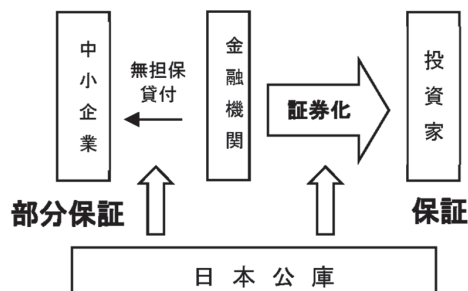 中小企業
無担保
貸付
金融機関
証券化
投資家
部分保証
保証
日本公庫